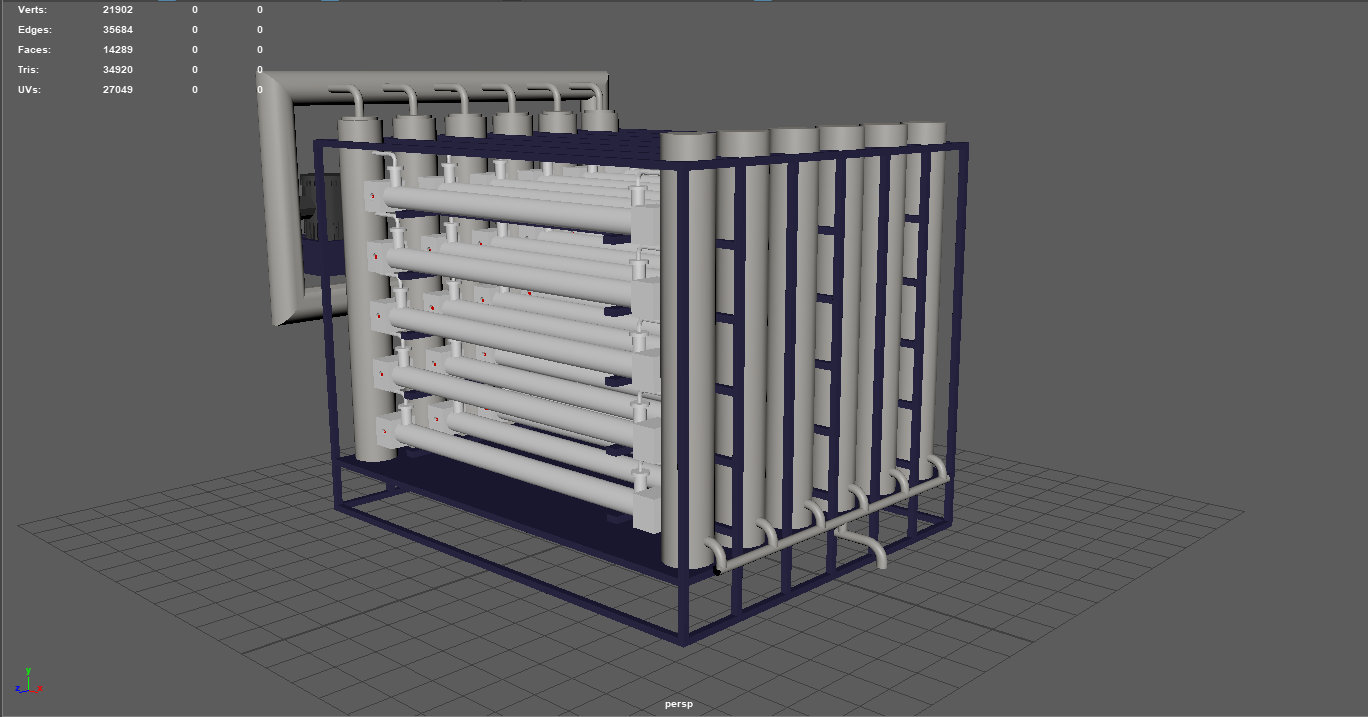 Verts: 21902 0 0
Edges: 35684 0 0
Faces: 14289 0 0
Tris: 34920 0 0
UVs: 27049 0 0
y
z x
persp